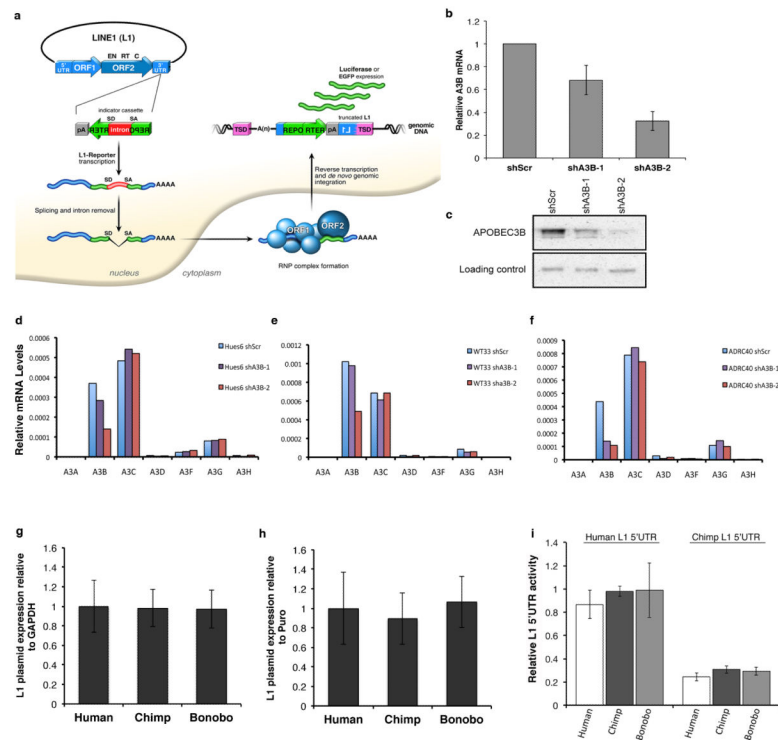 a
LINE1 (L1)
EN RT C
5' UTR ORF1 ORF2 3' UTR
indicator cassette
SD SA
pA RETR intron REPO
L1-Reporter
transcription
SD SA
AAAA
Splicing and intron removal
SD SA
AAAA
nucleus
cytoplasm
ORF1 ORF2
AAAA
RNP complex formation
Reverse transcription
and de novo genomic
integration
Luciferase or
EGFP expression
truncated L1
TSD A(n) REPO RTER pA L1 TSD
genomic
DNA
b
Relative A3B mRNA
1.2
1
0.8
0.6
0.4
0.2
0
shScr shA3B-1 shA3B-2
c
shScr
shA3B-1
shA3B-2
APOBEC3B
Loading control
d
Relative mRNA Levels
0.0006
0.0005
0.0004
0.0003
0.0002
0.0001
0
A3A A3B A3C A3D A3F A3G A3H
Hues6 shScr
Hues6 shA3B-1
Hues6 shA3B-2
e
0.0012
0.001
0.0008
0.0006
0.0004
0.0002
0
A3A A3B A3C A3D A3F A3G A3H
WT33 shScr
WT33 shA3B-1
WT33 sha3B-2
f
0.0009
0.0008
0.0007
0.0006
0.0005
0.0004
0.0003
0.0002
0.0001
0
A3A A3B A3C A3D A3F A3G A3H
ADRC40 shScr
ADRC40 shA3B-1
ADRC40 shA3B-2
g
L1 plasmid expression relative
to GAPDH
1.6
1.4
1.2
1
0.8
0.6
0.4
0.2
0
Human Chimp Bonobo
h
L1 plasmid expression relative
to Puro
1.6
1.4
1.2
1
0.8
0.6
0.4
0.2
0
Human Chimp Bonobo
i
Relative L1 5'UTR activity
Human L1 5'UTR Chimp L1 5'UTR
1.4
1.2
1
0.8
0.6
0.4
0.2
0
Human
Chimp
Bonobo
Human
Chimp
Bonobo